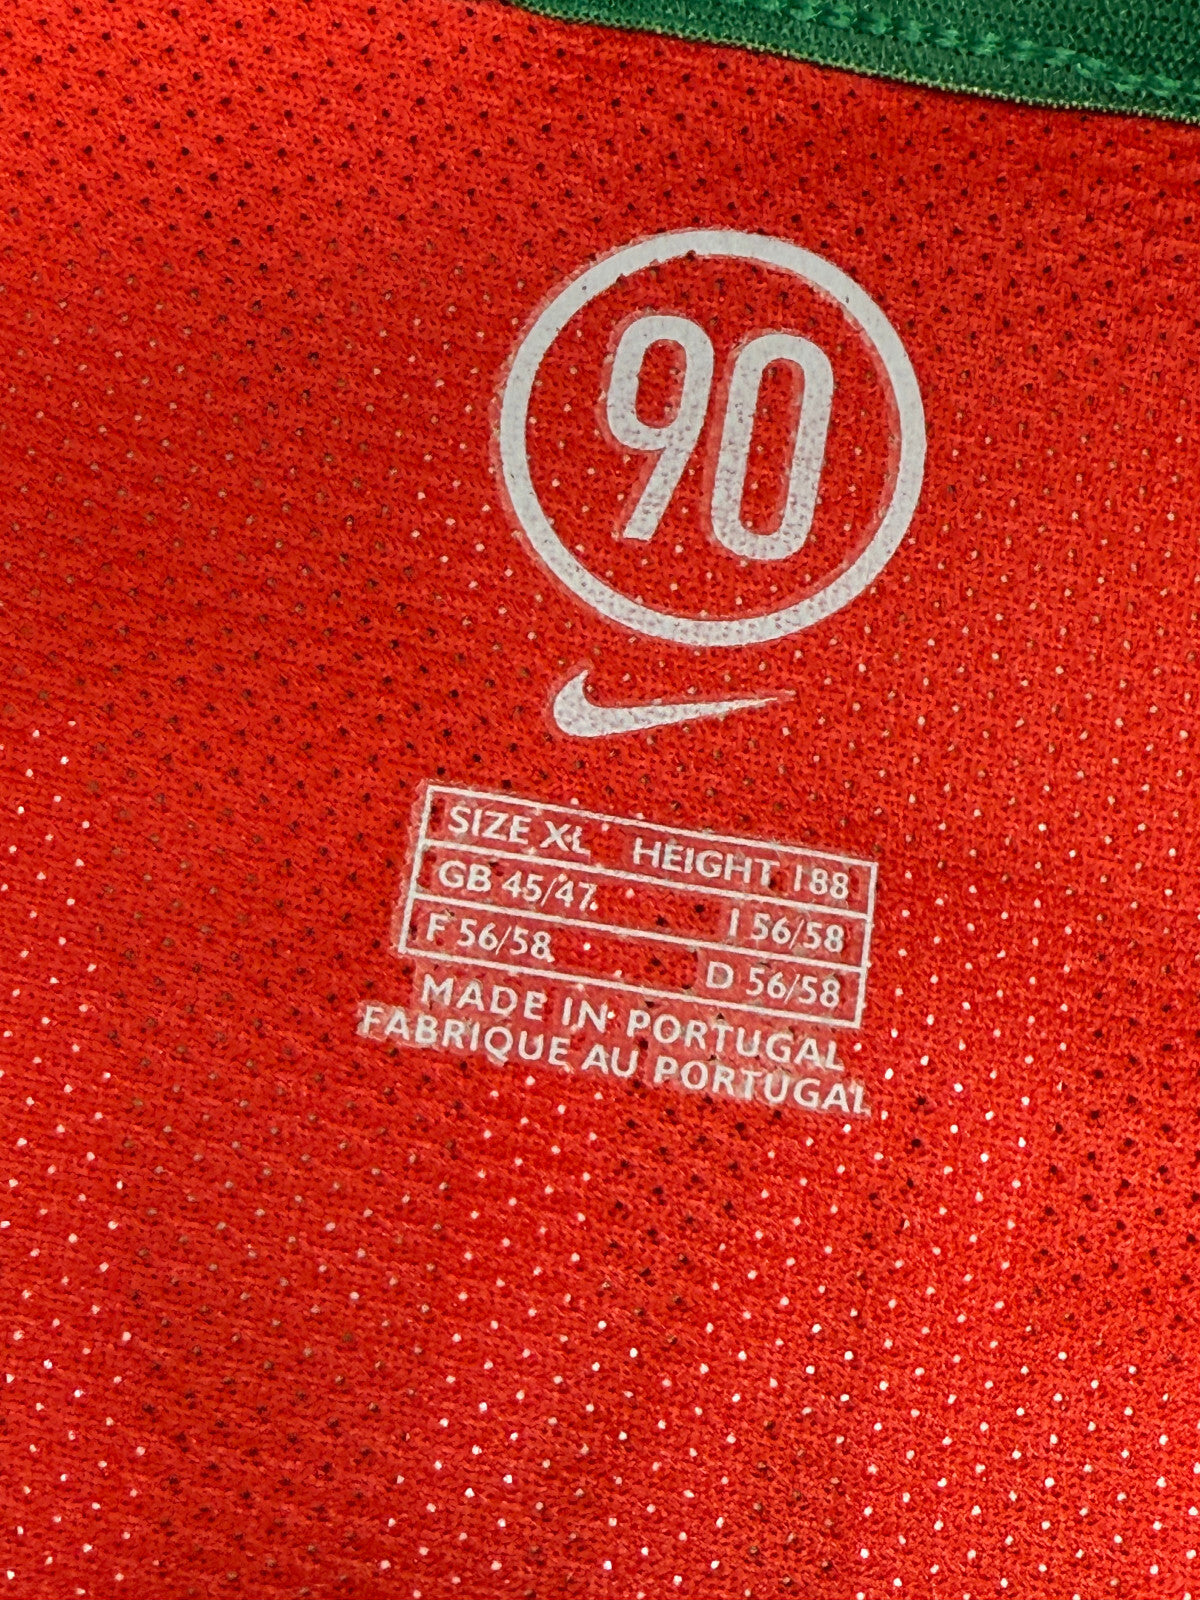 90
SIZE XL HEIGHT 188
GB 45/47 I 56/58
F 56/58 D 56/58
MADE IN PORTUGAL
FABRIQUE AU PORTUGAL